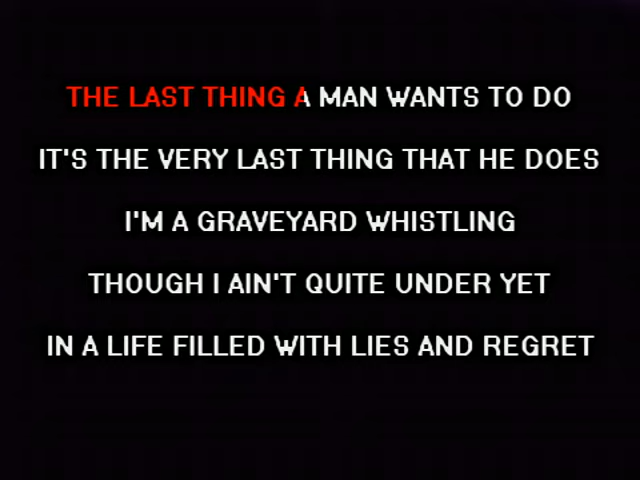 THE LAST THING A MAN WANTS TO DO
IT'S THE VERY LAST THING THAT HE DOES
I'M A GRAVEYARD WHISTLING
THOUGH I AIN'T QUITE UNDER YET
IN A LIFE FILLED WITH LIES AND REGRET